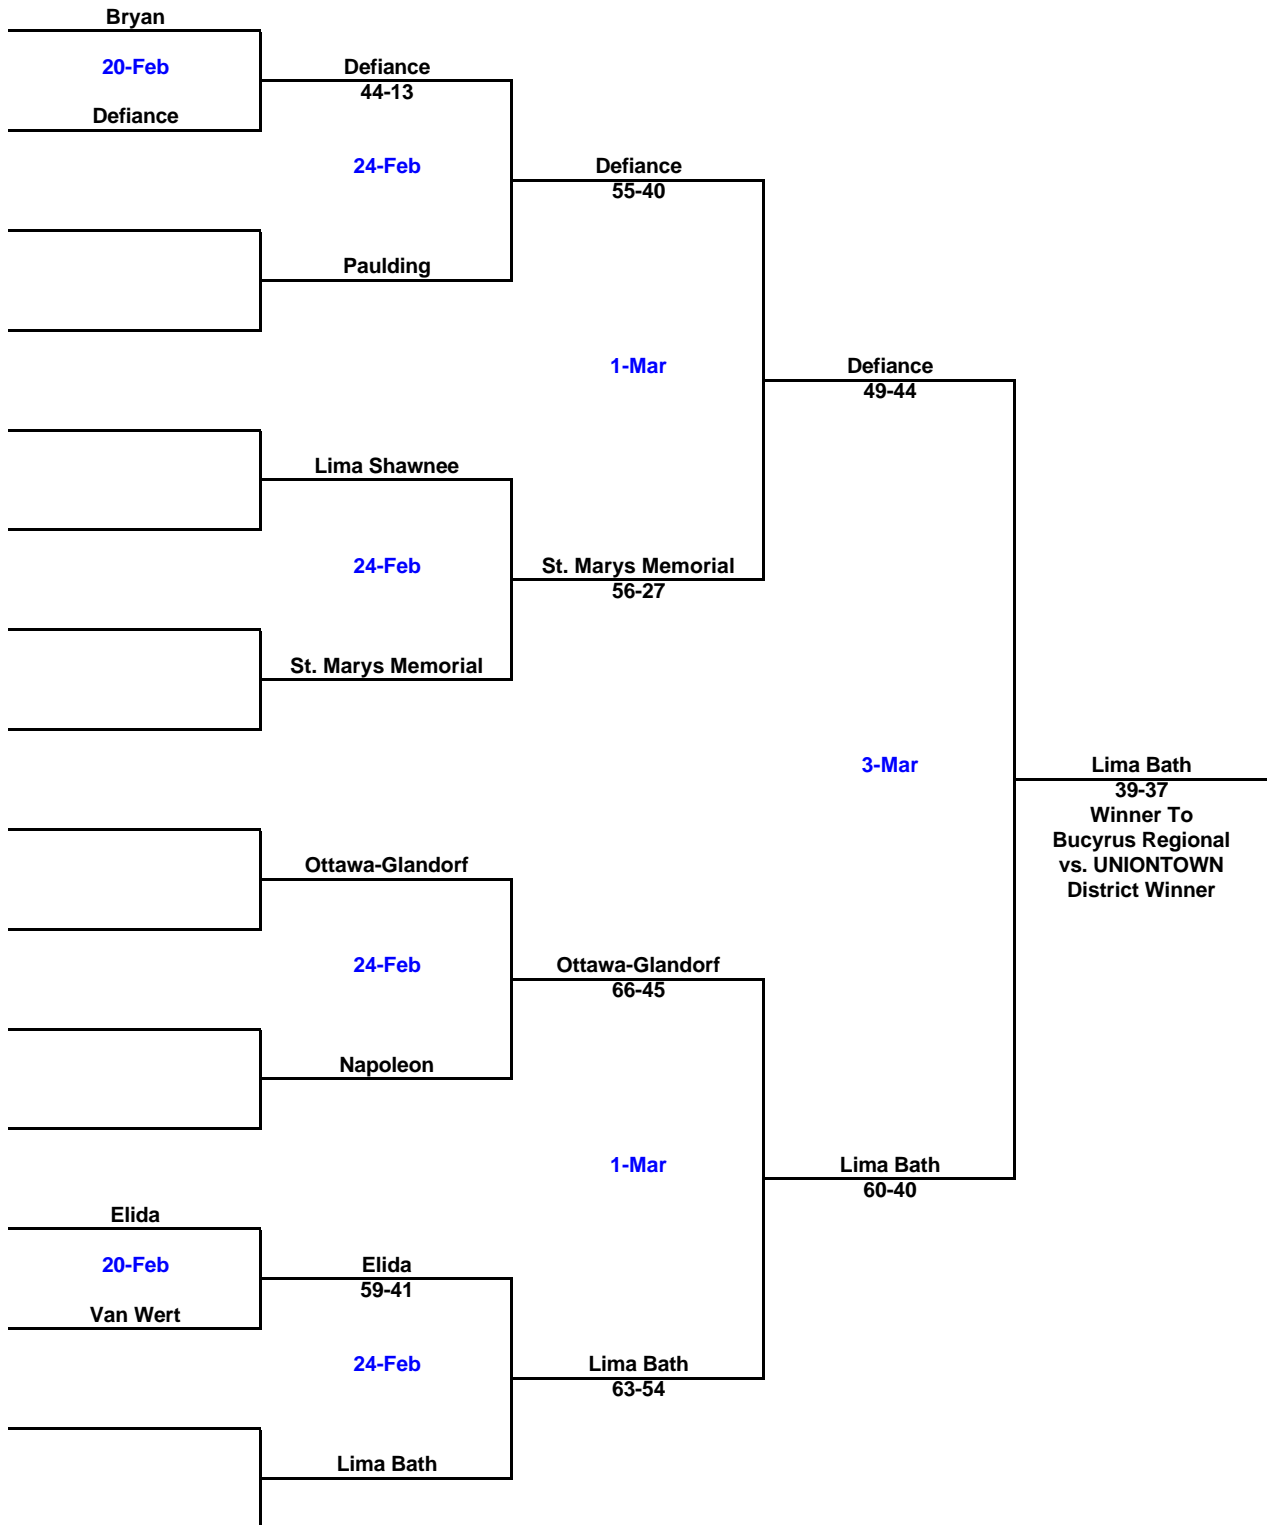 Bryan
20-Feb
Defiance
Defiance
44-13
24-Feb
Paulding
Defiance
55-40
1-Mar
Lima Shawnee
24-Feb
St. Marys Memorial
St. Marys Memorial
56-27
Defiance
49-44
3-Mar
Lima Bath
39-37
Winner To
Bucyrus Regional
vs. UNIONTOWN
District Winner
Ottawa-Glandorf
24-Feb
Napoleon
Ottawa-Glandorf
66-45
1-Mar
Lima Bath
60-40
Elida
20-Feb
Van Wert
Elida
59-41
24-Feb
Lima Bath
Lima Bath
63-54